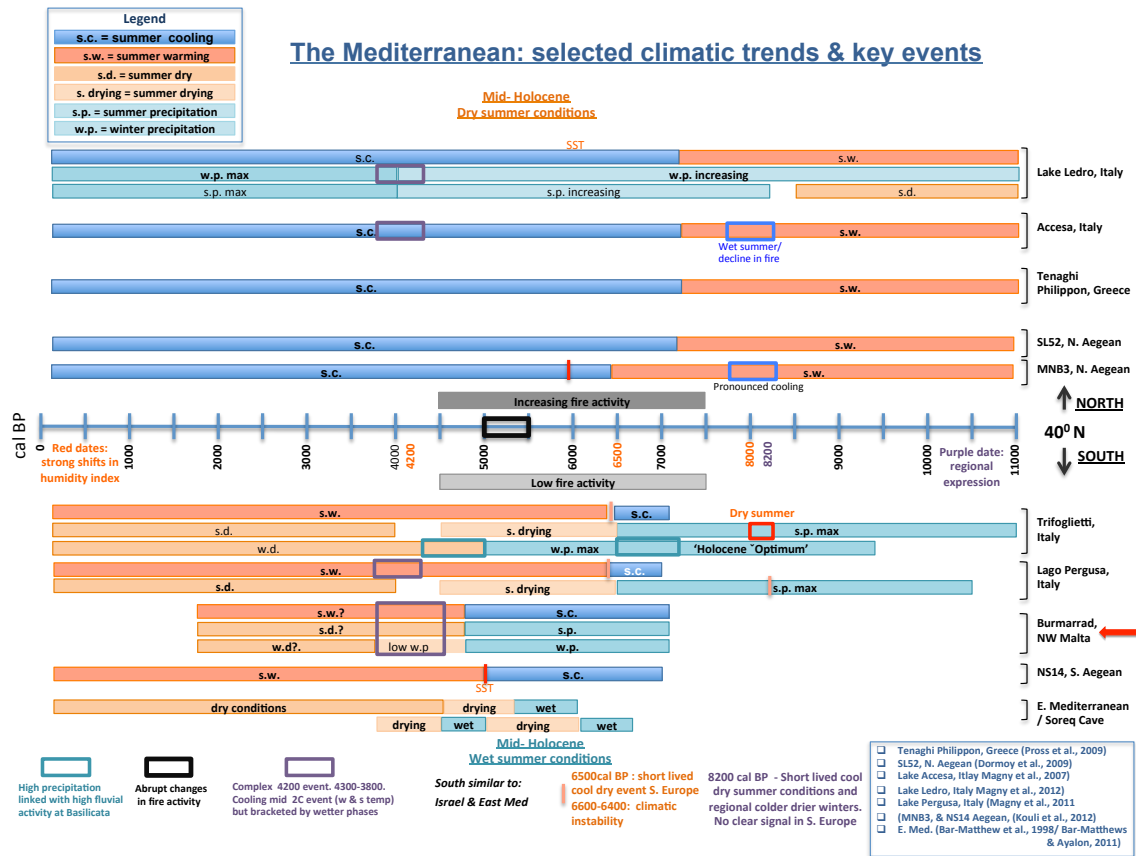 Legend
s.c. = summer cooling
s.w. = summer warming
s.d. = summer dry
s. drying = summer drying
s.p. = summer precipitation
w.p. = winter precipitation
The Mediterranean: selected climatic trends & key events
Mid- Holocene
Dry summer conditions
SST
s.c.
s.w.
w.p. max
w.p. increasing
s.p. max
s.p. increasing
s.d.
Lake Ledro, Italy
s.c.
s.w.
Wet summer/
decline in fire
Accesa, Italy
s.c.
s.w.
Tenaghi
Philippon, Greece
s.c.
s.w.
SL52, N. Aegean
s.c.
s.w.
Pronounced cooling
MNB3, N. Aegean
Increasing fire activity
NORTH
40⁰ N
SOUTH
cal BP
0
1000
2000
3000
4000
4200
5000
6000
6500
7000
8000
8200
9000
10000
11000
Red dates:
strong shifts in
humidity index
Purple date:
regional
expression
Low fire activity
s.w.
s.c.
Dry summer
s.d.
s. drying
s.p. max
w.d.
w.p. max
'Holocene ˇOptimum'
Trifoglietti,
Italy
s.w.
s.c.
s.d.
s. drying
s.p. max
Lago Pergusa,
Italy
s.w.?
s.c.
s.d.?
s.p.
w.d?.
low w.p
w.p.
Burmarrad,
NW Malta
s.w.
s.c.
SST
NS14, S. Aegean
dry conditions
drying
wet
drying
wet
drying
wet
E. Mediterranean
/ Soreq Cave
Mid- Holocene
Wet summer conditions
High precipitation
linked with high fluvial
activity at Basilicata
Abrupt changes
in fire activity
Complex 4200 event. 4300-3800.
Cooling mid 2C event (w & s temp)
but bracketed by wetter phases
South similar to:
Israel & East Med
6500cal BP : short lived
cool dry event S. Europe
6600-6400: climatic
instability
8200 cal BP - Short lived cool
dry summer conditions and
regional colder drier winters.
No clear signal in S. Europe
Tenaghi Philippon, Greece (Pross et al., 2009)
SL52, N. Aegean (Dormoy et al., 2009)
Lake Accesa, Itlay Magny et al., 2007)
Lake Ledro, Italy Magny et al., 2012)
Lake Pergusa, Italy (Magny et al., 2011
(MNB3, & NS14 Aegean, (Kouli et al., 2012)
E. Med. (Bar-Matthew et al., 1998/ Bar-Matthews
& Ayalon, 2011)